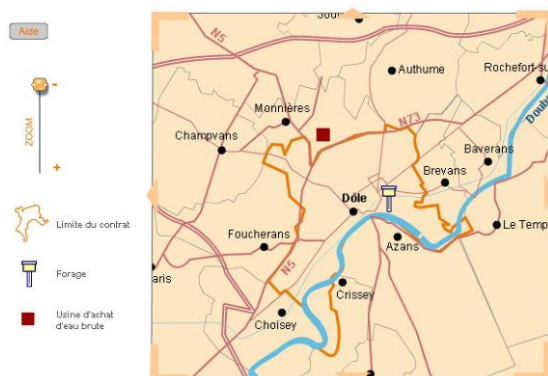 Aide
-
ZOOM
+
Limite du contrat
Forage
Usine d'achat
d'eau brute
N5
Authume
Rochefort-su
Monnières
N73
Doubs
Champvans
Baverans
Brevans
Dôle
Le Temp
Azans
Foucherans
N5
aris
Crissey
Choisey